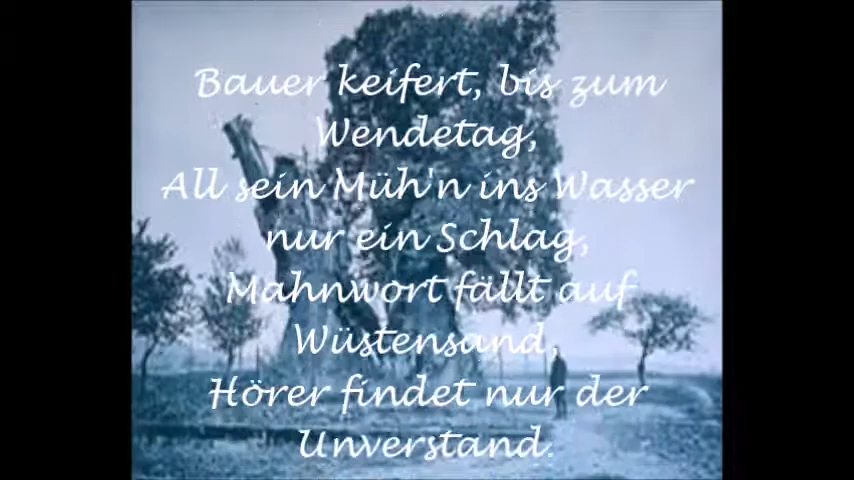 Bauer keifert, bis zum
Wendetag,
All sein Müh'n ins Wasser
nur ein Schlag,
Mahnwort fällt auf
Wüstensand,
Hörer findet nur der
Unverstand.